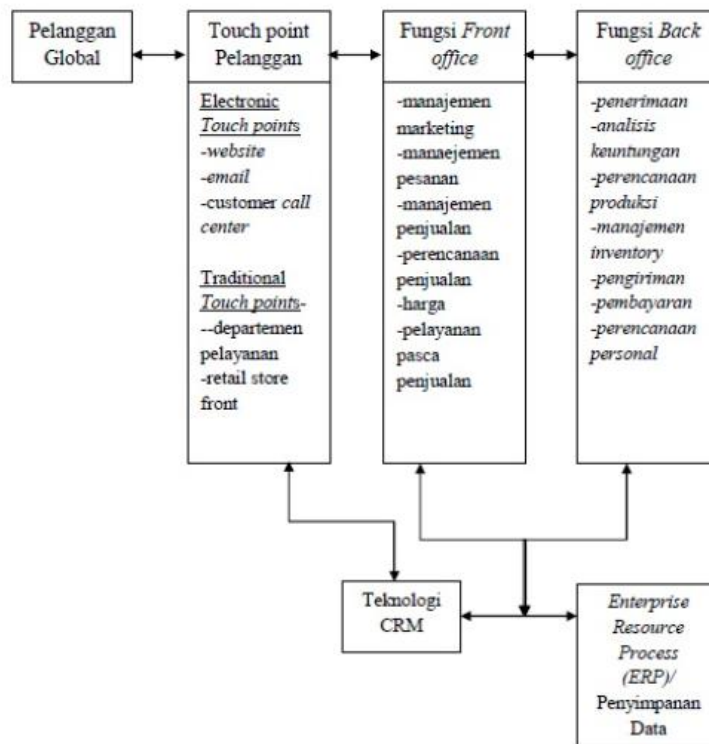 Pelanggan
Global
Touch point
Pelanggan
Electronic
Touch points
-website
-email
-customer call
center
Traditional
Touch points-
--departemen
pelayanan
-retail store
front
Fungsi Front
office
-manajemen
marketing
-manaejemen
pesanan
-manajemen
penjualan
-perencanaan
penjualan
-harga
-pelayanan
pasca
penjualan
Fungsi Back
office
-penerimaan
-analisis
keuntungan
-perencanaan
produksi
-manajemen
inventory
-pengiriman
-pembayaran
-perencanaan
personal
Teknologi
CRM
Enterprise
Resource
Process
(ERP)/
Penyimpanan
Data